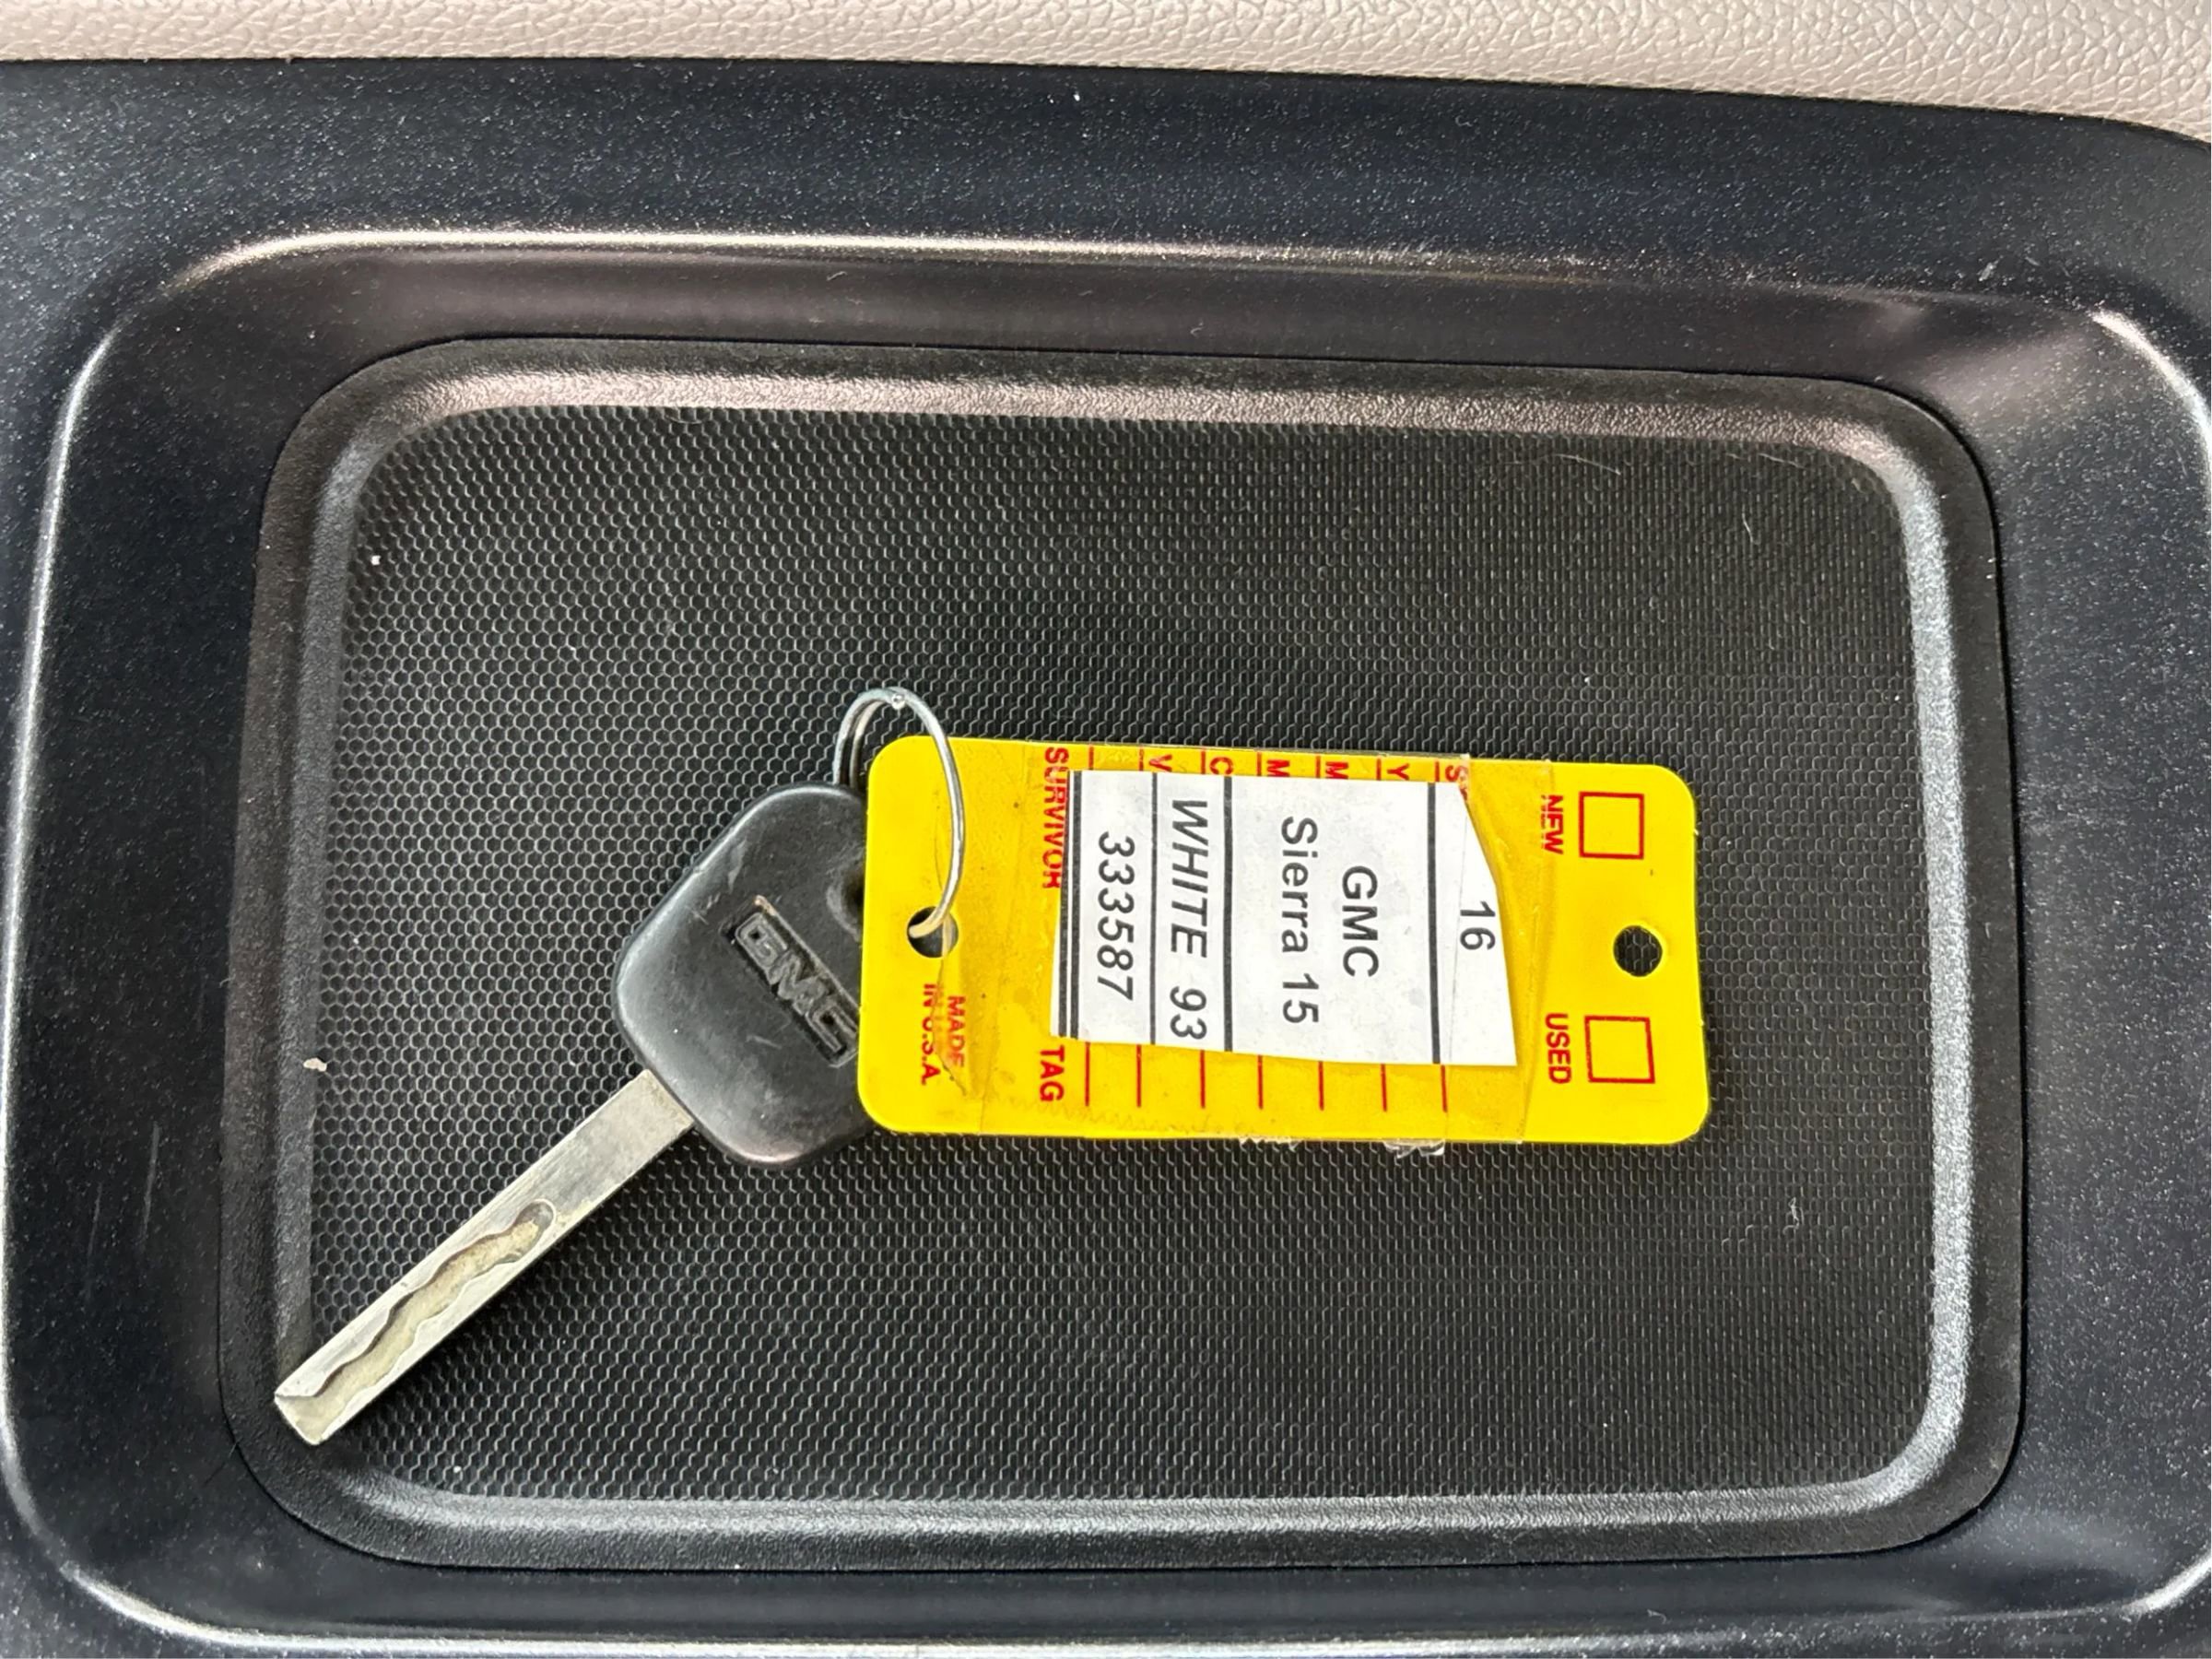 NEW
USED
S
16
Y
M
GMC
M
Sierra 15
C
V
WHITE 93
333587
SURVIVOR TAG
MADE
IN U.S.A.
GMC